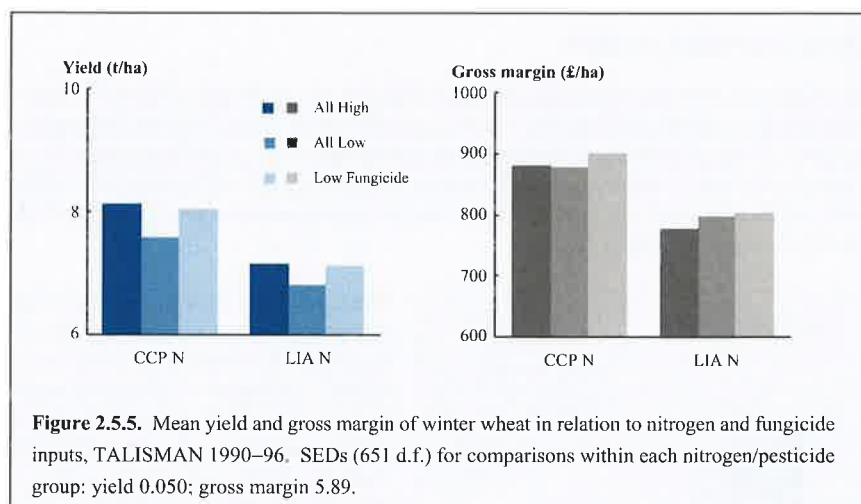 Yield (t/ha)
10
8
6
CCP N
LIA N
All High
All Low
Low Fungicide
Gross margin (£/ha)
1000
900
800
700
600
CCP N
LIA N
Figure 2.5.5. Mean yield and gross margin of winter wheat in relation to nitrogen and fungicide
inputs, TALISMAN 1990–96. SEDs (651 d.f.) for comparisons within each nitrogen/pesticide
group: yield 0.050; gross margin 5.89.